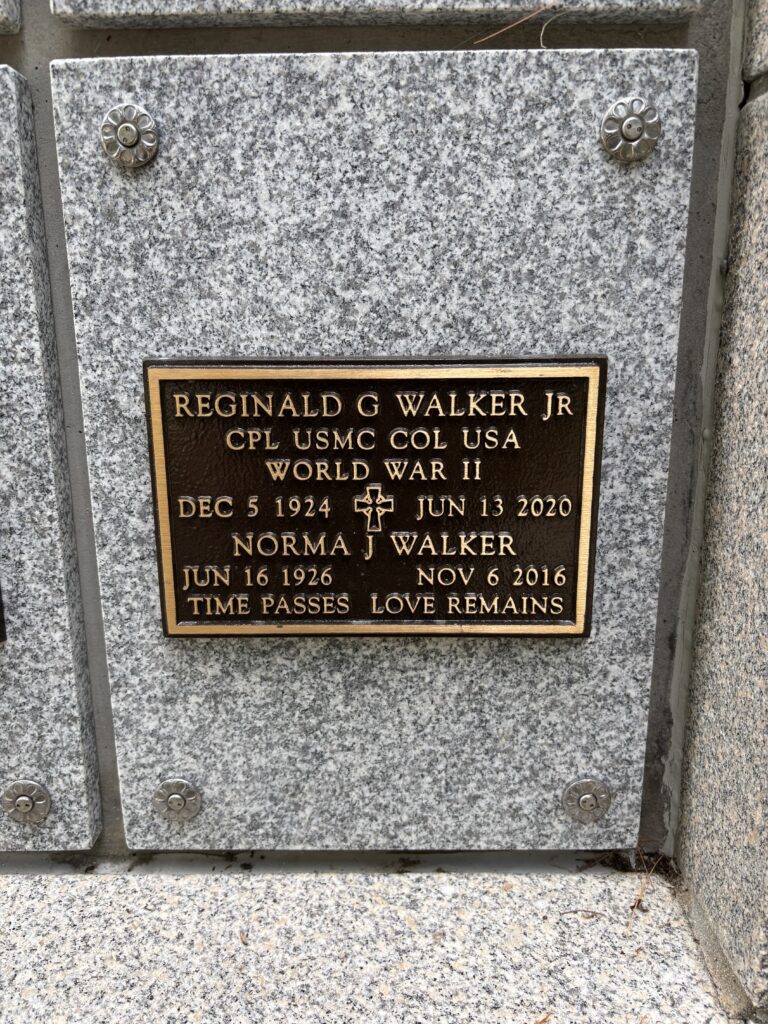 REGINALD G WALKER JR
CPL USMC COL USA
WORLD WAR II
DEC 5 1924 JUN 13 2020
NORMA J WALKER
JUN 16 1926 NOV 6 2016
TIME PASSES LOVE REMAINS